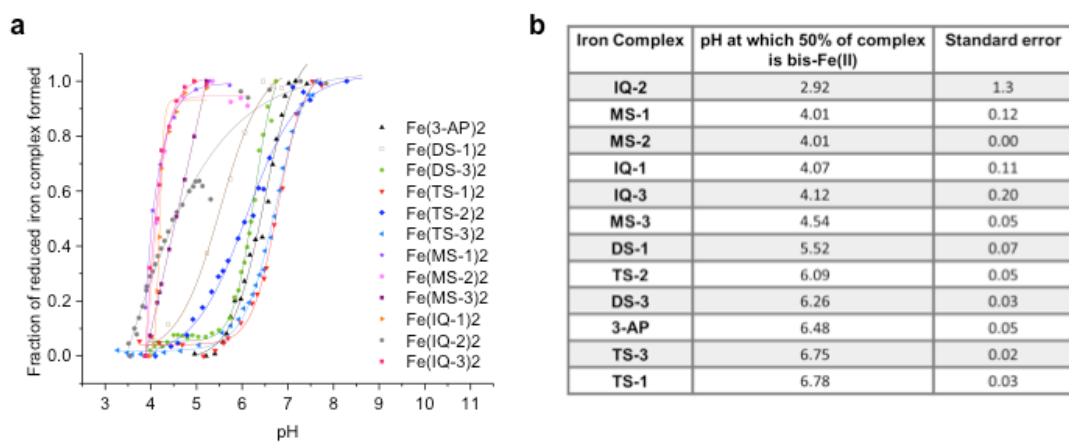 a
Fraction of reduced iron complex formed
1.0
0.8
0.6
0.4
0.2
0.0
3 4 5 6 7 8 9 10 11
pH
Fe(3-AP)2
Fe(DS-1)2
Fe(DS-3)2
Fe(TS-1)2
Fe(TS-2)2
Fe(TS-3)2
Fe(MS-1)2
Fe(MS-2)2
Fe(MS-3)2
Fe(IQ-1)2
Fe(IQ-2)2
Fe(IQ-3)2
b
Iron Complex pH at which 50% of complex is bis-Fe(II) Standard error
IQ-2 2.92 1.3
MS-1 4.01 0.12
MS-2 4.01 0.00
IQ-1 4.07 0.11
IQ-3 4.12 0.20
MS-3 4.54 0.05
DS-1 5.52 0.07
TS-2 6.09 0.05
DS-3 6.26 0.03
3-AP 6.48 0.05
TS-3 6.75 0.02
TS-1 6.78 0.03